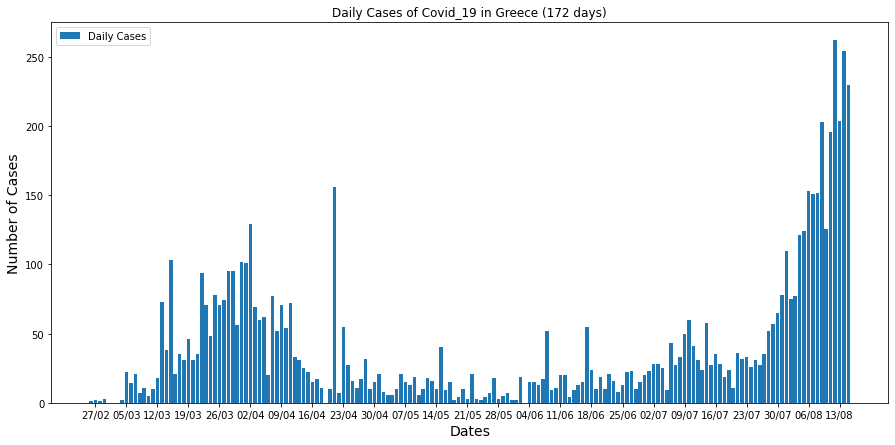 Daily Cases of Covid_19 in Greece (172 days)
Daily Cases
Number of Cases
250
200
150
100
50
0
27/02 05/03 12/03 19/03 26/03 02/04 09/04 16/04 23/04 30/04 07/05 14/05 21/05 28/05 04/06 11/06 18/06 25/06 02/07 09/07 16/07 23/07 30/07 06/08 13/08
Dates